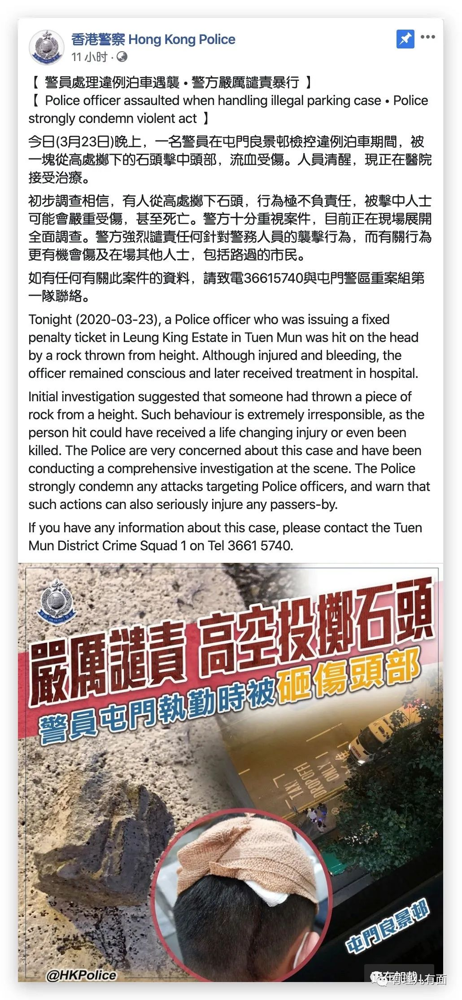 香港警察 Hong Kong Police
11 小时
【 警員處理違例泊車遇襲 • 警方嚴厲譴責暴行 】
【 Police officer assaulted when handling illegal parking case • Police
strongly condemn violent act 】
今日(3月23日)晚上，一名警員在屯門良景邨檢控違例泊車期間，被
一塊從高處擲下的石頭擊中頭部，流血受傷。人員清醒，現正在醫院
接受治療。
初步調查相信，有人從高處擲下石頭，行為極不負責任，被擊中人士
可能會嚴重受傷，甚至死亡。警方十分重視案件，目前正在現場展開
全面調查。警方強烈譴責任何針對警務人員的襲擊行為，而有關行為
更有機會傷及在場其他人士，包括路過的市民。
如有任何有關此案件的資料，請致電36615740與屯門警區重案組第
一隊聯絡。
Tonight (2020-03-23), a Police officer who was issuing a fixed
penalty ticket in Leung King Estate in Tuen Mun was hit on the head
by a rock thrown from height. Although injured and bleeding, the
officer remained conscious and later received treatment in hospital.
Initial investigation suggested that someone had thrown a piece of
rock from a height. Such behaviour is extremely irresponsible, as the
person hit could have received a life changing injury or even been
killed. The Police are very concerned about this case and have been
conducting a comprehensive investigation at the scene. The Police
strongly condemn any attacks targeting Police officers, and warn that
such actions can also seriously injure any passers-by.
If you have any information about this case, please contact the Tuen
Mun District Crime Squad 1 on Tel 3661 5740.
嚴厲譴責 高空投擲石頭
警員屯門執勤時被砸傷頭部
TAXI
DROP OFF
ONLY
屯門良景邨
@HKPolice
有理儿有面